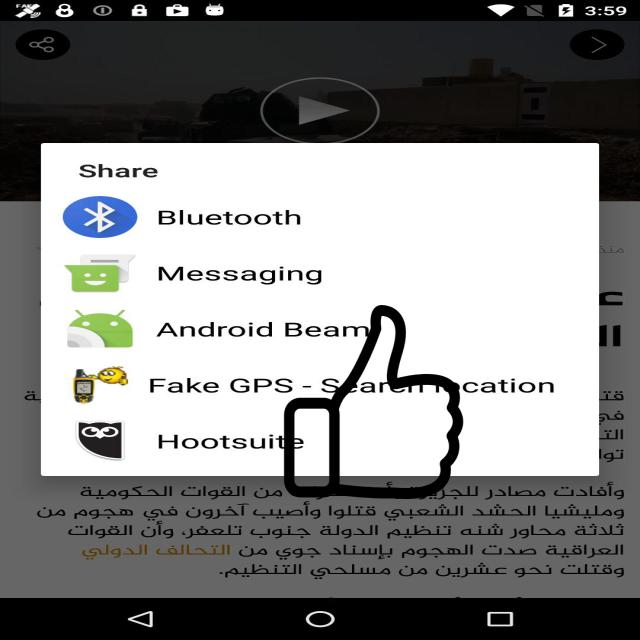 3:59
Share
Bluetooth
Messaging
Android Beam
Fake GPS - Search location
Hootsuite
وأفادت مصادر للجزيرة من القوات الحكومية
ومليشيا الحشد الشعبي قتلوا وأصيب آخرون في هجوم من
ثلاثة محاور شنه تنظيم الدولة جنوب تلعفر، وأن القوات
العراقية صدت الهجوم بإسناد جوي من التحالف الدولي
وقتلت نحو عشرين من مسلحي التنظيم.